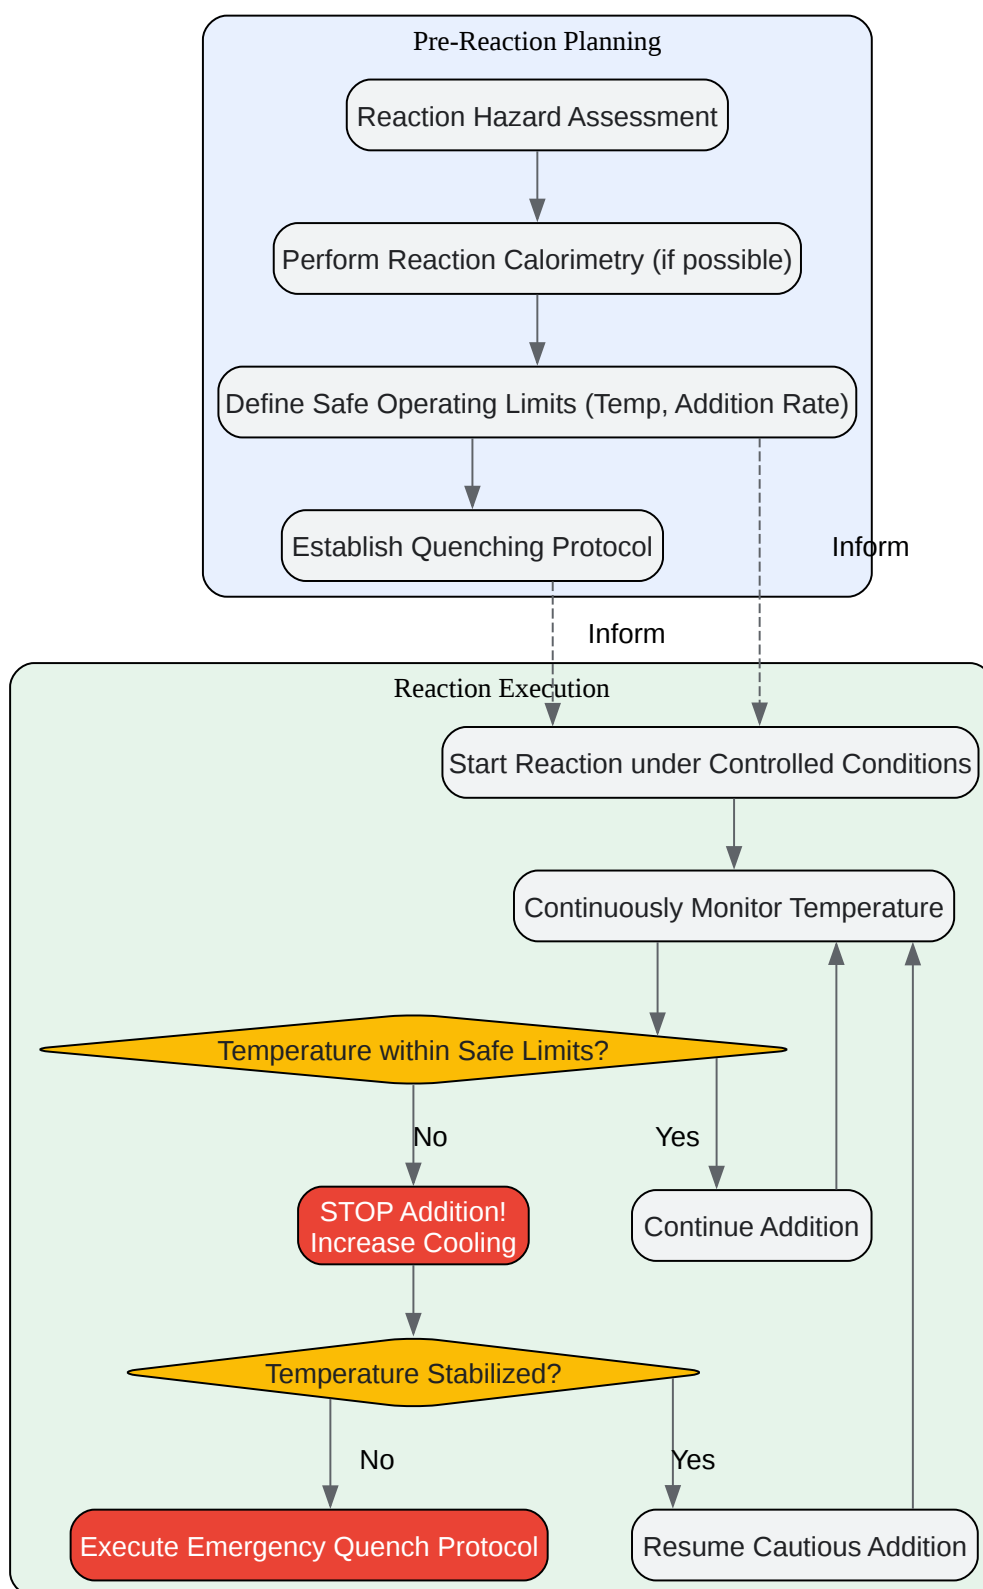 Pre-Reaction Planning
Reaction Hazard Assessment
Perform Reaction Calorimetry (if possible)
Define Safe Operating Limits (Temp, Addition Rate)
Establish Quenching Protocol
Inform
Inform
Reaction Execution
Start Reaction under Controlled Conditions
Continuously Monitor Temperature
Temperature within Safe Limits?
No
Yes
STOP Addition!
Increase Cooling
Continue Addition
Temperature Stabilized?
No
Yes
Execute Emergency Quench Protocol
Resume Cautious Addition